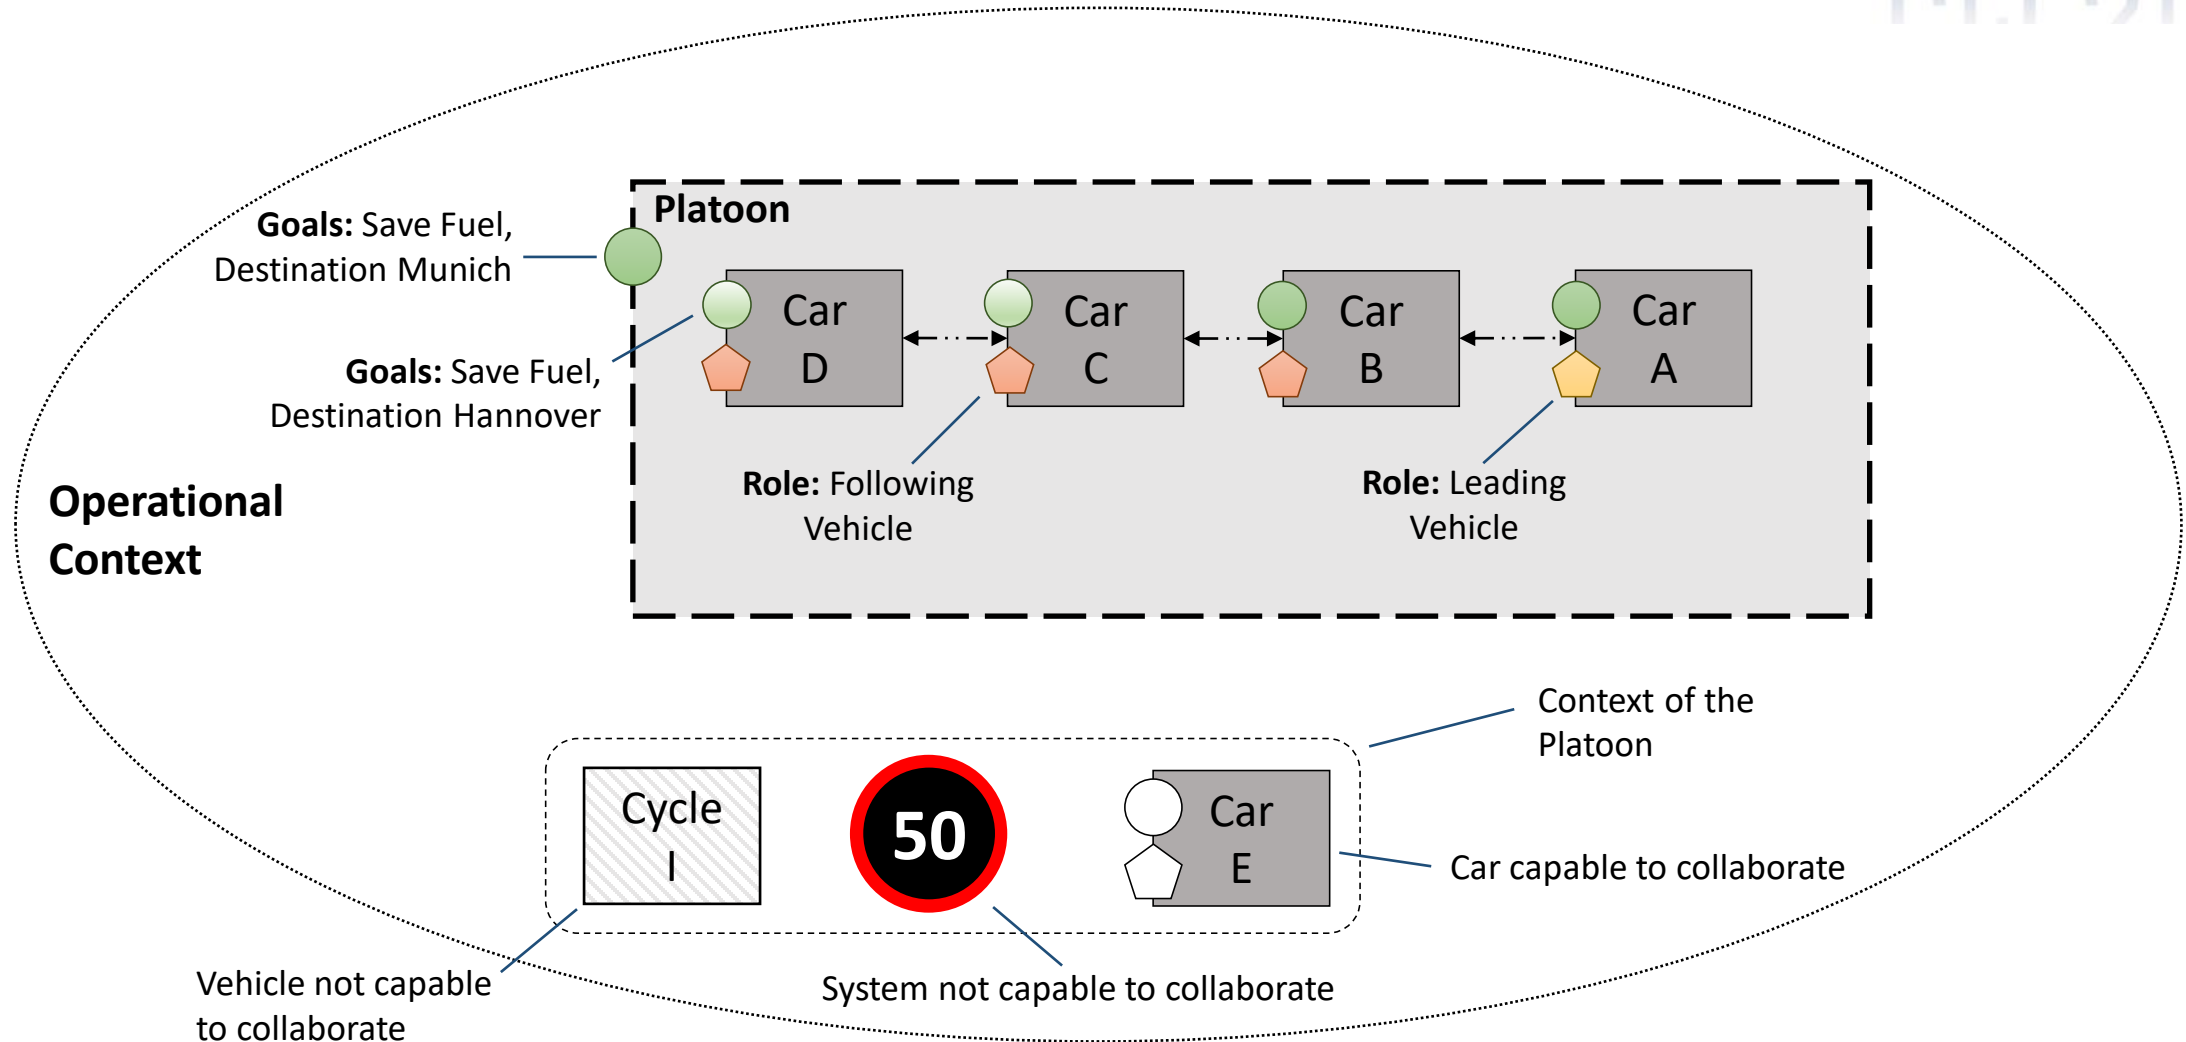 Platoon
Goals: Save Fuel,
Destination Munich
Car
D
Car
C
Car
B
Car
A
Goals: Save Fuel,
Destination Hannover
Role: Following
Vehicle
Role: Leading
Vehicle
Operational
Context
Context of the
Platoon
Cycle
I
50
Car
E
Car capable to collaborate
Vehicle not capable
to collaborate
System not capable to collaborate